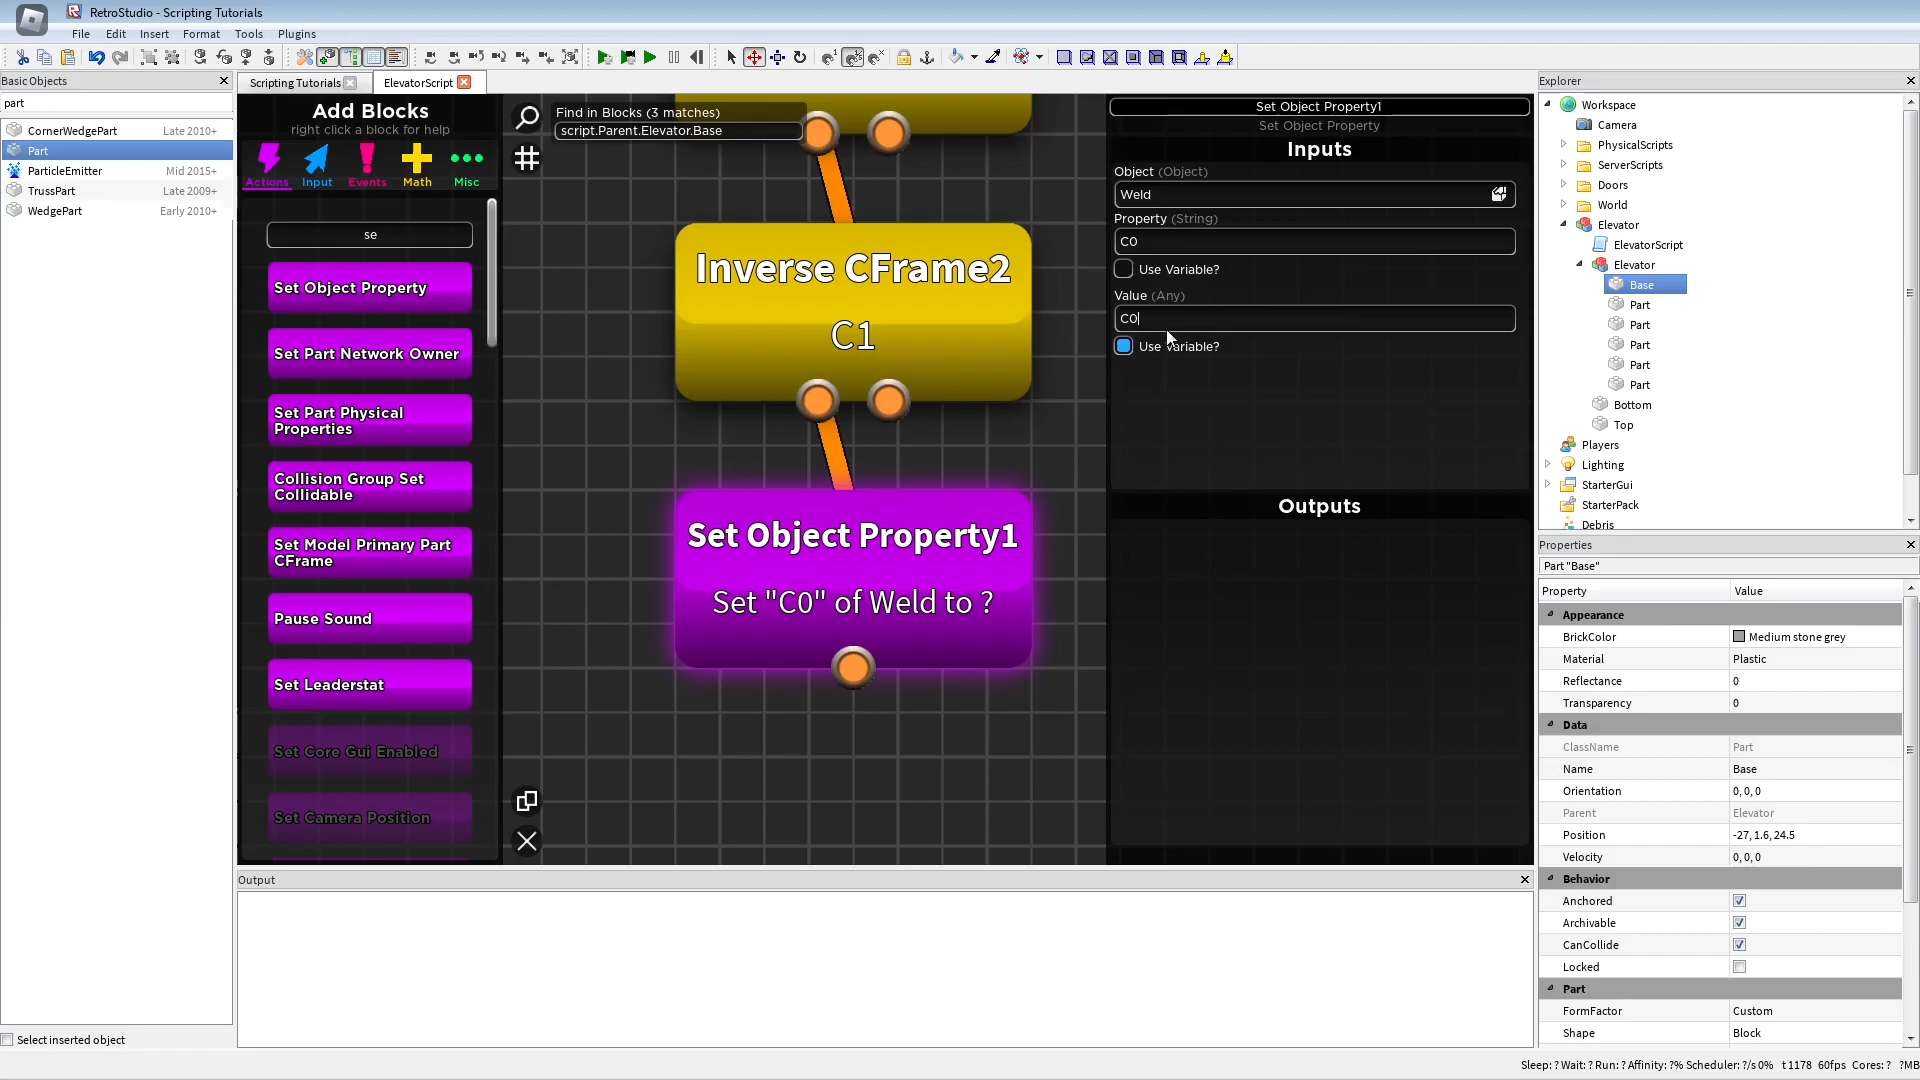 RetroStudio - Scripting Tutorials
File Edit Insert Format Tools Plugins
Basic Objects
part
CornerWedgePart Late 2010+
Part
ParticleEmitter Mid 2015+
TrussPart Late 2009+
WedgePart Early 2010+
Select inserted object
Scripting Tutorials
ElevatorScript
Add Blocks
right click a block for help
Actions Input Events Math Misc
se
Set Object Property
Set Part Network Owner
Set Part Physical
Properties
Collision Group Set
Collidable
Set Model Primary Part
CFrame
Pause Sound
Set Leaderstat
Set Core Gui Enabled
Set Camera Position
Find in Blocks (3 matches)
script.Parent.Elevator.Base
Inverse CFrame2
C1
Set Object Property1
Set "C0" of Weld to ?
Set Object Property1
Set Object Property
Inputs
Object (Object)
Weld
Property (String)
C0
Use Variable?
Value (Any)
C0
Use Variable?
Outputs
Output
Explorer
Workspace
Camera
PhysicalScripts
ServerScripts
Doors
World
Elevator
ElevatorScript
Elevator
Base
Part
Part
Part
Part
Part
Bottom
Top
Players
Lighting
StarterGui
StarterPack
Debris
Properties
Part "Base"
Property Value
Appearance
BrickColor Medium stone grey
Material Plastic
Reflectance 0
Transparency 0
Data
ClassName Part
Name Base
Orientation 0, 0, 0
Parent Elevator
Position -27, 1.6, 24.5
Velocity 0, 0, 0
Behavior
Anchored
Archivable
CanCollide
Locked
Part
FormFactor Custom
Shape Block
Sleep: ? Wait: ? Run: ? Affinity: ?% Scheduler: ?/s 0% t 1178 60fps Cores: ? ?MB